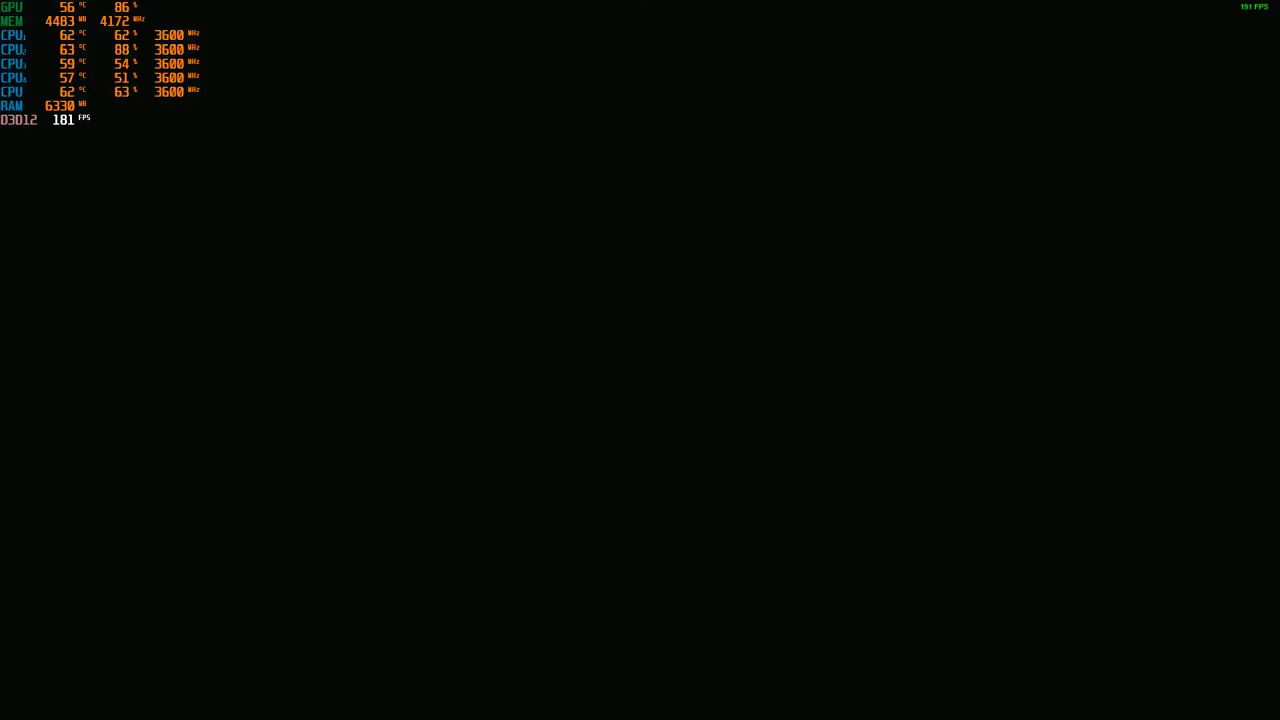 GPU 56 °C 86 %
MEM 4483 MB 4172 MHz
CPU1 62 °C 62 % 3600 MHz
CPU2 63 °C 88 % 3600 MHz
CPU3 59 °C 54 % 3600 MHz
CPU4 57 °C 51 % 3600 MHz
CPU 62 °C 63 % 3600 MHz
RAM 6330 MB
D3D12 181 FPS
191 FPS